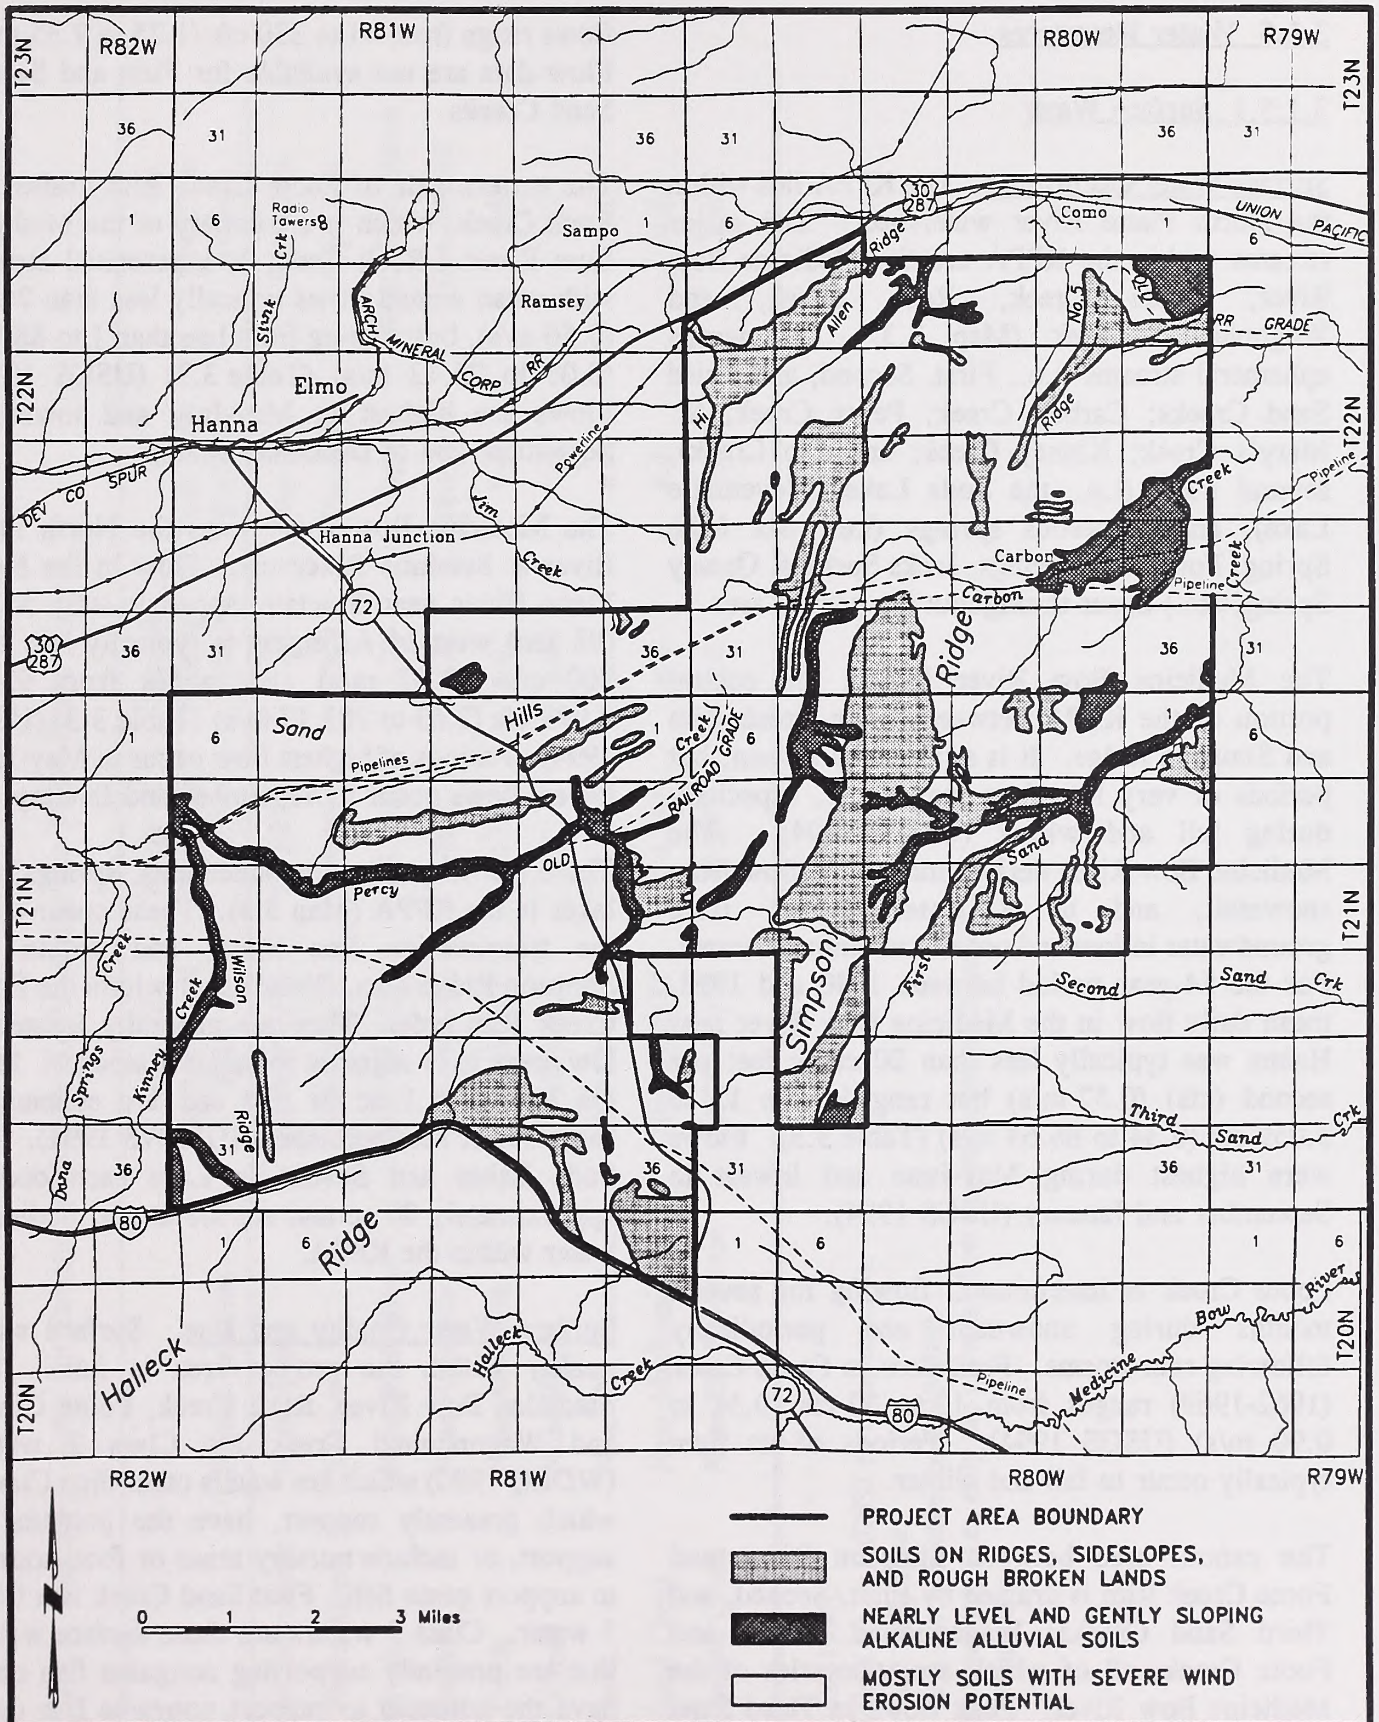 R82W
R81W
R80W
R79W
T23N
T23N
36
31
36
31
36
31
30
287
1
6
Radio
Towers
1
6
Como
1
UNION
PACIFIC
6
Sampo
Ridge
Stink
Crk
ARCH
MINERAL
CORP
RR
Ramsey
Allen
No. 5
OLD
RR
GRADE
Elmo
T22N
T22N
Hanna
Hi
Ridge
Powerline
DEV
CO
SPUR
Jim
Creek
Creek
Pipeline
Hanna Junction
Carbon
Carbon
Pipeline
Creek
72
30
287
36
31
36
31
Ridge
36
31
1
6
Sand
Hills
1
Creek
6
1
6
Pipelines
RAILROAD GRADE
OLD
Percy
Sand
T21N
T21N
Creek
Wilson
Creek
First
Simpson
Second
Sand
Crk
Springs
Kinney
Dana
Ridge
Third
Sand
Crk
36
31
36
31
36
31
80
1
6
Ridge
1
6
1
6
Halleck
Halleck
Creek
Bow
River
Medicine
Pipeline
T20N
T20N
72
80
R82W
R81W
R80W
R79W
N
0
1
2
3 Miles
PROJECT AREA BOUNDARY
SOILS ON RIDGES, SIDESLOPES,
AND ROUGH BROKEN LANDS
NEARLY LEVEL AND GENTLY SLOPING
ALKALINE ALLUVIAL SOILS
MOSTLY SOILS WITH SEVERE WIND
EROSION POTENTIAL